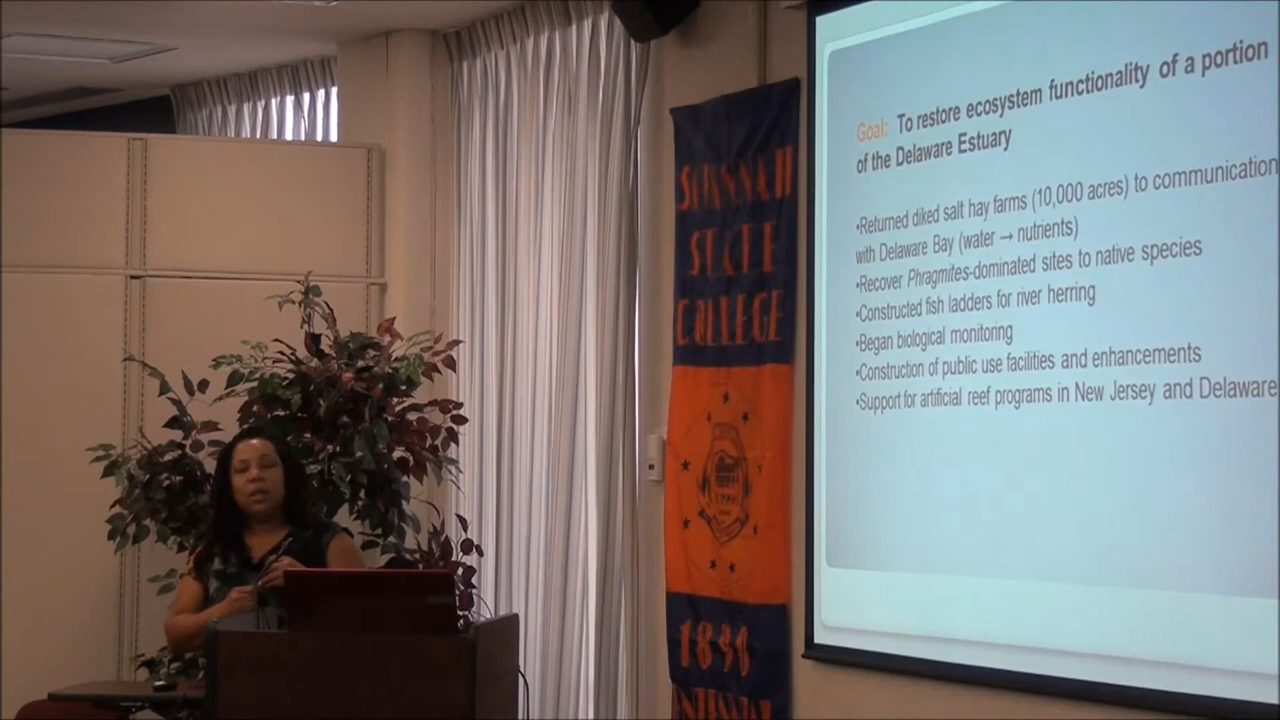 SAVANNAH
STATE
COLLEGE
Goal: To restore ecosystem functionality of a portion
of the Delaware Estuary
•Returned diked salt hay farms (10,000 acres) to communication
with Delaware Bay (water → nutrients)
•Recover Phragmites-dominated sites to native species
•Constructed fish ladders for river herring
•Began biological monitoring
•Construction of public use facilities and enhancements
•Support for artificial reef programs in New Jersey and Delaware